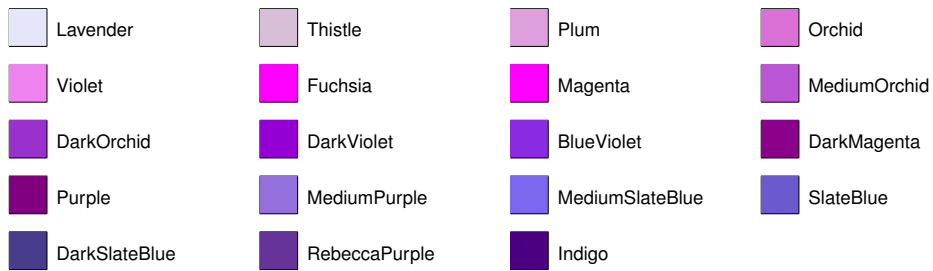 Lavender Thistle Plum Orchid
Violet Fuchsia Magenta MediumOrchid
DarkOrchid DarkViolet BlueViolet DarkMagenta
Purple MediumPurple MediumSlateBlue SlateBlue
DarkSlateBlue RebeccaPurple Indigo